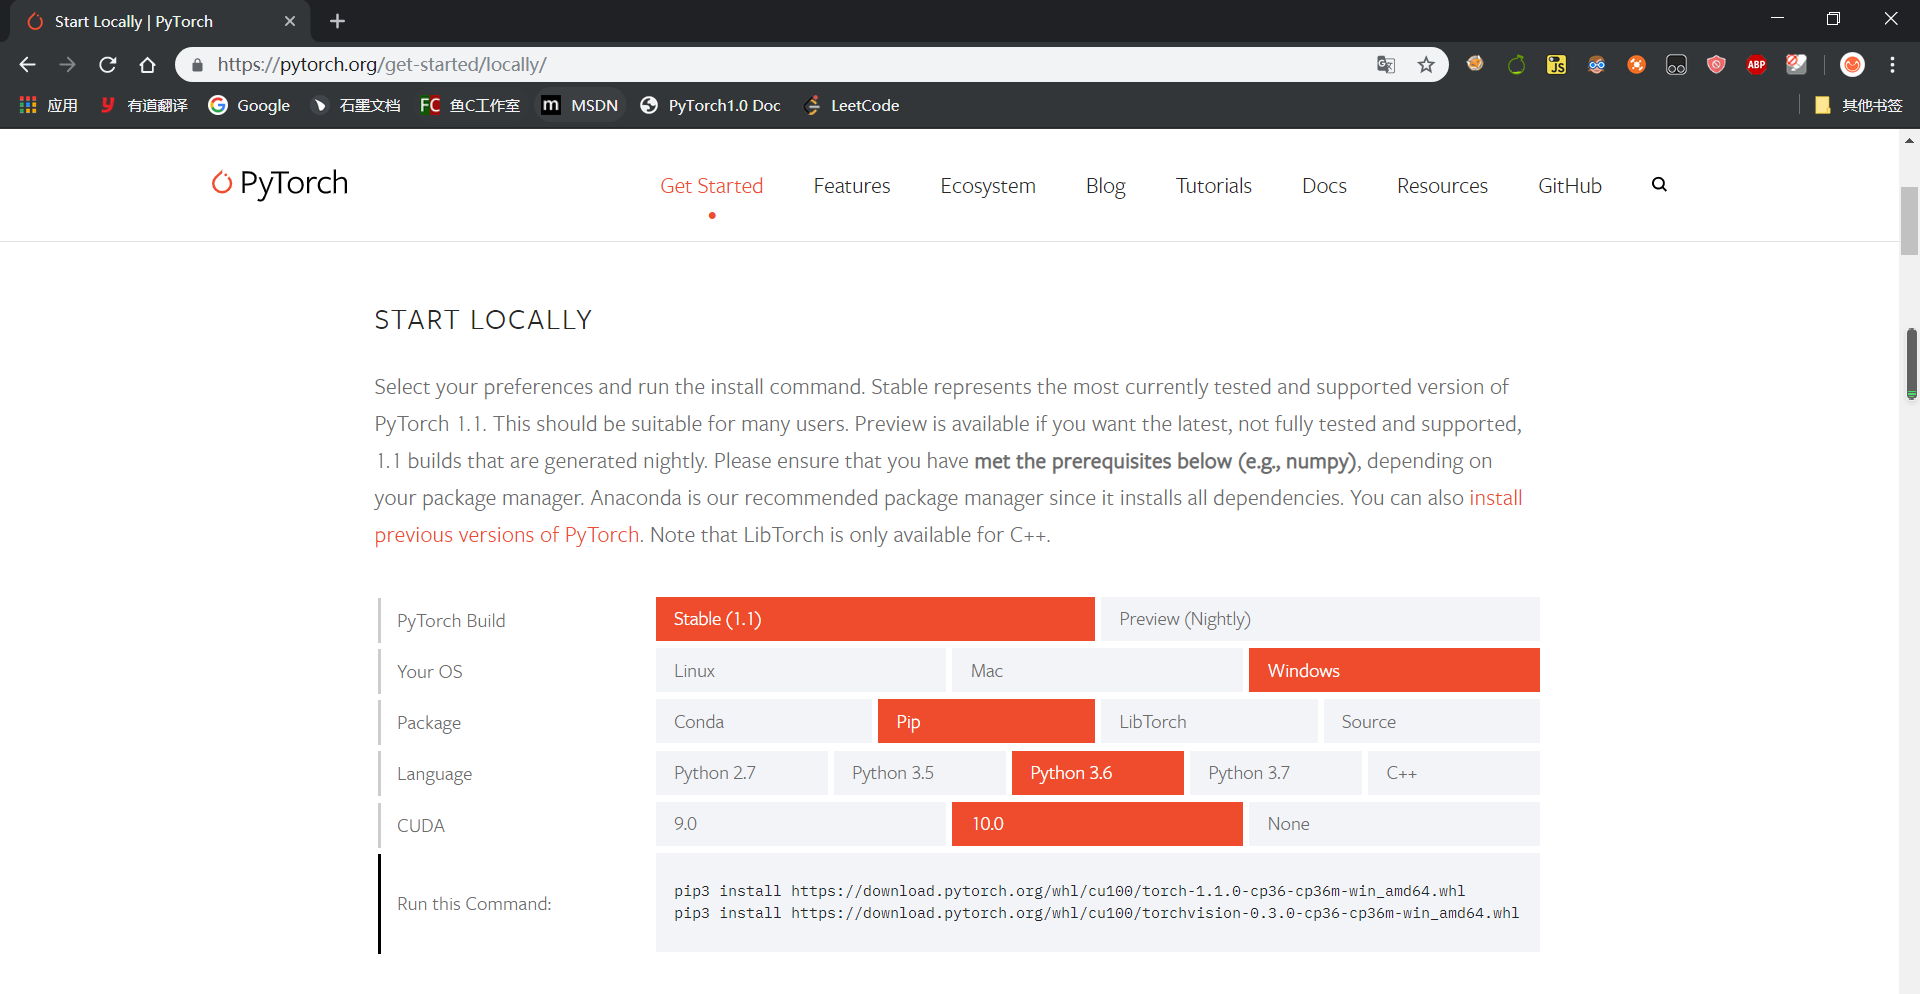 Start Locally | PyTorch
https://pytorch.org/get-started/locally/
JS
ABP
应用
y 有道翻译
G Google
石墨文档
FC 鱼C工作室
m MSDN
PyTorch1.0 Doc
LeetCode
其他书签
PyTorch
Get Started
Features
Ecosystem
Blog
Tutorials
Docs
Resources
GitHub
START LOCALLY
Select your preferences and run the install command. Stable represents the most currently tested and supported version of
PyTorch 1.1. This should be suitable for many users. Preview is available if you want the latest, not fully tested and supported,
1.1 builds that are generated nightly. Please ensure that you have met the prerequisites below (e.g., numpy), depending on
your package manager. Anaconda is our recommended package manager since it installs all dependencies. You can also install
previous versions of PyTorch. Note that LibTorch is only available for C++.
PyTorch Build
Stable (1.1)
Preview (Nightly)
Your OS
Linux
Mac
Windows
Package
Conda
Pip
LibTorch
Source
Language
Python 2.7
Python 3.5
Python 3.6
Python 3.7
C++
CUDA
9.0
10.0
None
Run this Command:
pip3 install https://download.pytorch.org/whl/cu100/torch-1.1.0-cp36-cp36m-win_amd64.whl
pip3 install https://download.pytorch.org/whl/cu100/torchvision-0.3.0-cp36-cp36m-win_amd64.whl